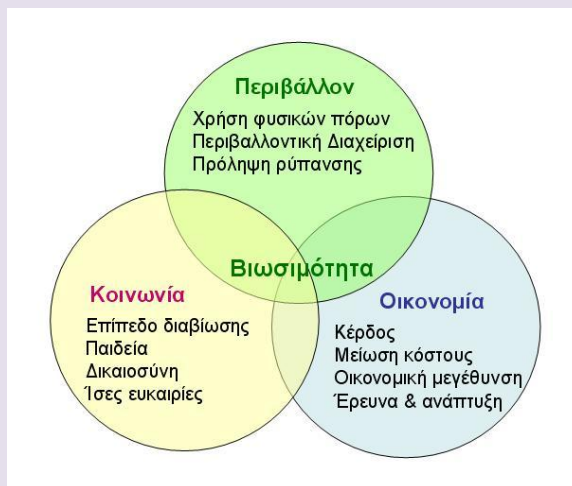 Περιβάλλον
Χρήση φυσικών πόρων
Περιβαλλοντική Διαχείριση
Πρόληψη ρύπανσης
Βιωσιμότητα
Κοινωνία
Επίπεδο διαβίωσης
Παιδεία
Δικαιοσύνη
Ίσες ευκαιρίες
Οικονομία
Κέρδος
Μείωση κόστους
Οικονομική μεγέθυνση
Έρευνα & ανάπτυξη